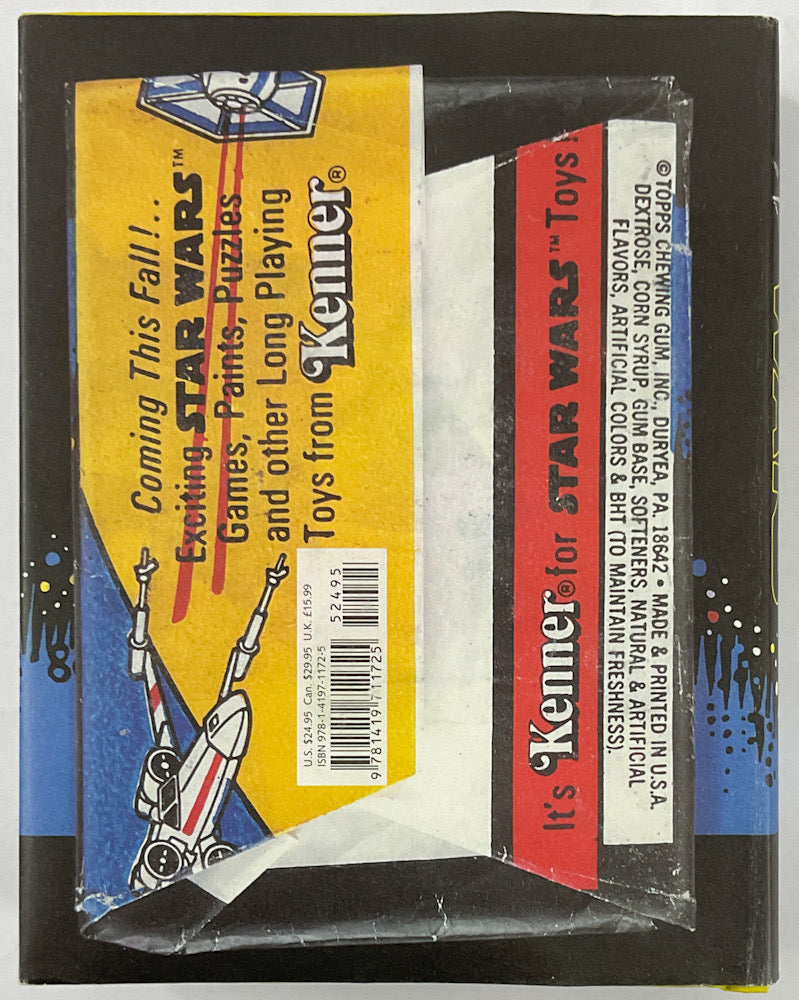 Coming This Fall!...
Exciting STAR WARS™
Games, Paints, Puzzles
and other Long Playing
Toys from Kenner®
U.S. $24.95 Can. $29.95 U.K. £15.99
ISBN 978-1-4197-1172-5
52495
9 781419 711725
It's Kenner® for STAR WARS™ Toys!
© TOPPS CHEWING GUM, INC., DURYEA, PA. 18642 • MADE & PRINTED IN U.S.A.
DEXTROSE, CORN SYRUP, GUM BASE, SOFTENERS, NATURAL & ARTIFICIAL
FLAVORS, ARTIFICIAL COLORS & BHT (TO MAINTAIN FRESHNESS).